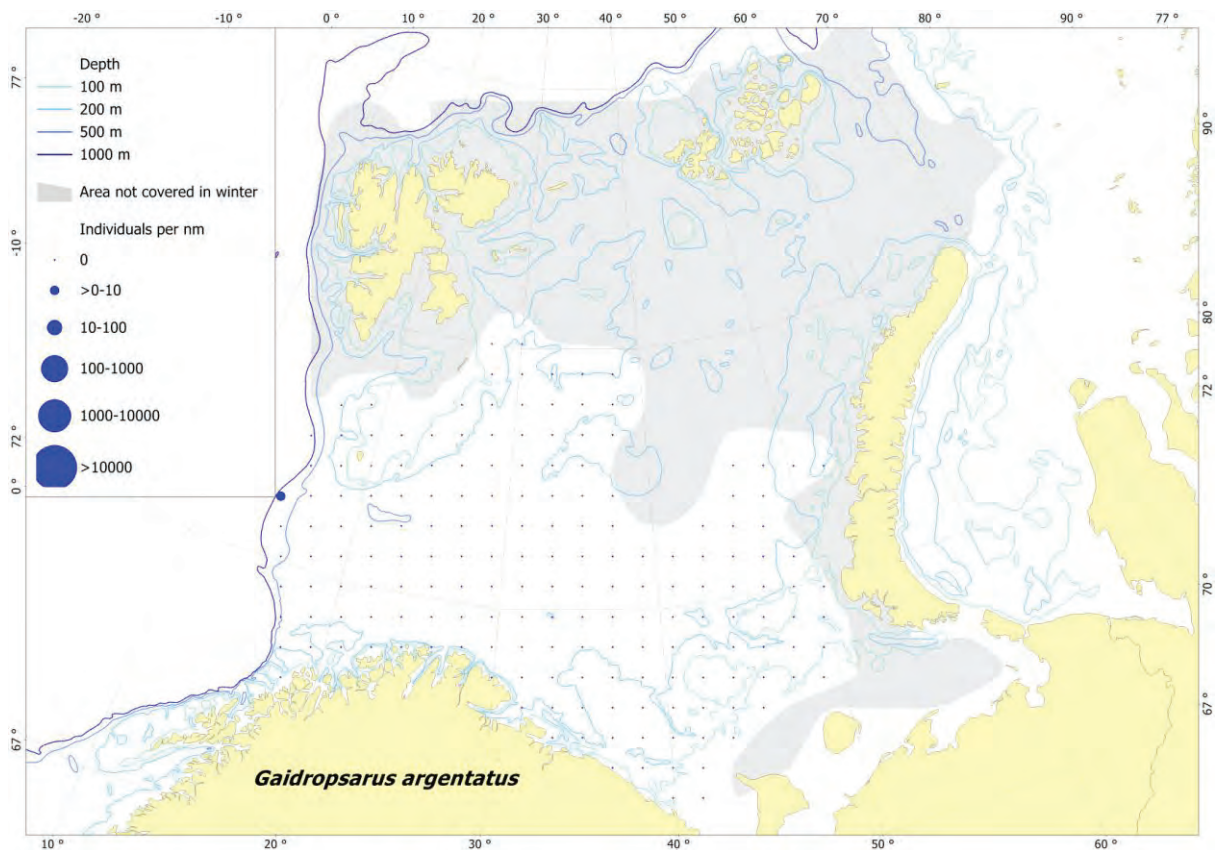 -20 ° -10 ° 0 ° 10 ° 20 ° 30 ° 40 ° 50 ° 60 ° 70 ° 80 ° 90 ° 77 °
77 °
-10 °
72 °
0 °
67 °
Depth
100 m
200 m
500 m
1000 m
Area not covered in winter
Individuals per nm
0
>0-10
10-100
100-1000
1000-10000
>10000
90 °
80 °
72 °
70 °
67 °
Gaidropsarus argentatus
10 ° 20 ° 30 ° 40 ° 50 ° 60 °